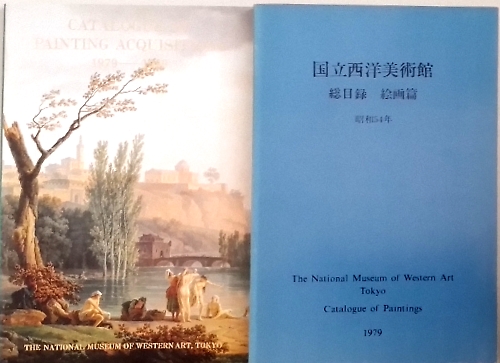 CATALOGUE
PAINTING ACQUISITIONS
1979
THE NATIONAL MUSEUM OF WESTERN ART, TOKYO
国立西洋美術館
総目録 絵画篇
昭和54年
The National Museum of Western Art
Tokyo
Catalogue of Paintings
1979